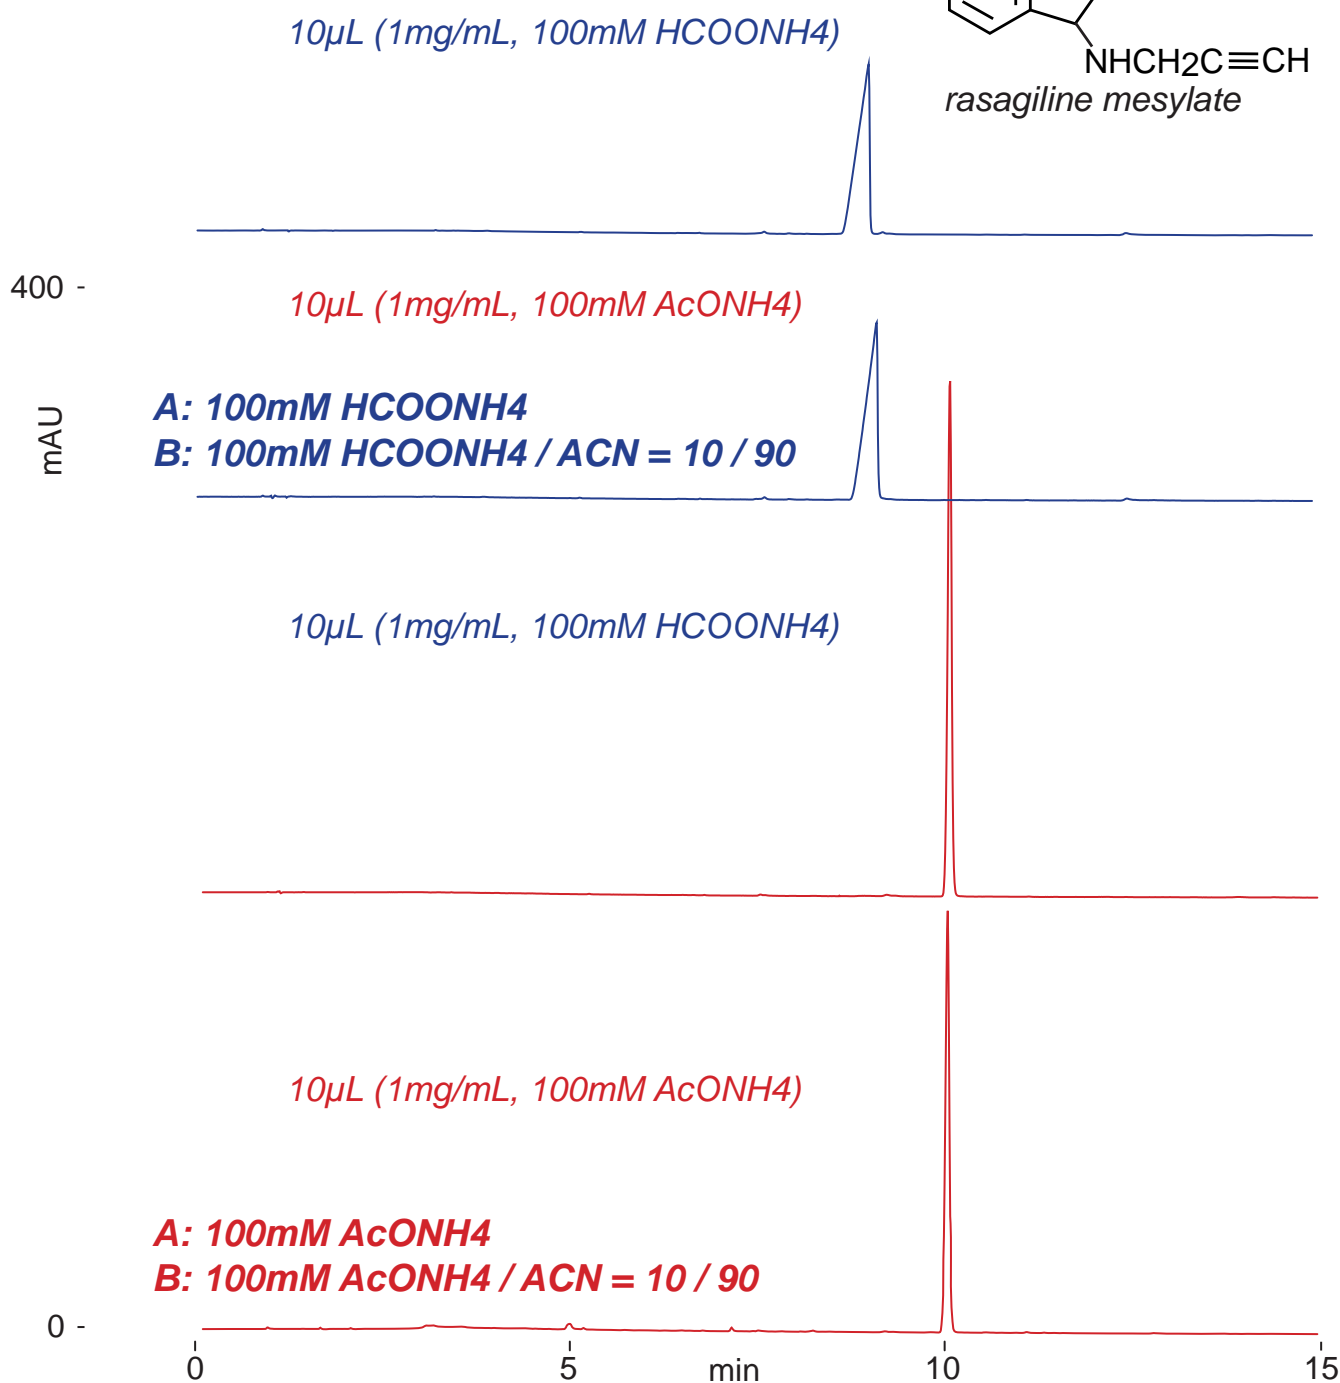 10µL (1mg/mL, 100mM HCOONH4)
NHCH2C≡CH
rasagiline mesylate
400 -
10µL (1mg/mL, 100mM AcONH4)
mAU
A: 100mM HCOONH4
B: 100mM HCOONH4 / ACN = 10 / 90
10µL (1mg/mL, 100mM HCOONH4)
10µL (1mg/mL, 100mM AcONH4)
A: 100mM AcONH4
B: 100mM AcONH4 / ACN = 10 / 90
0 -
0 5 min 10 15